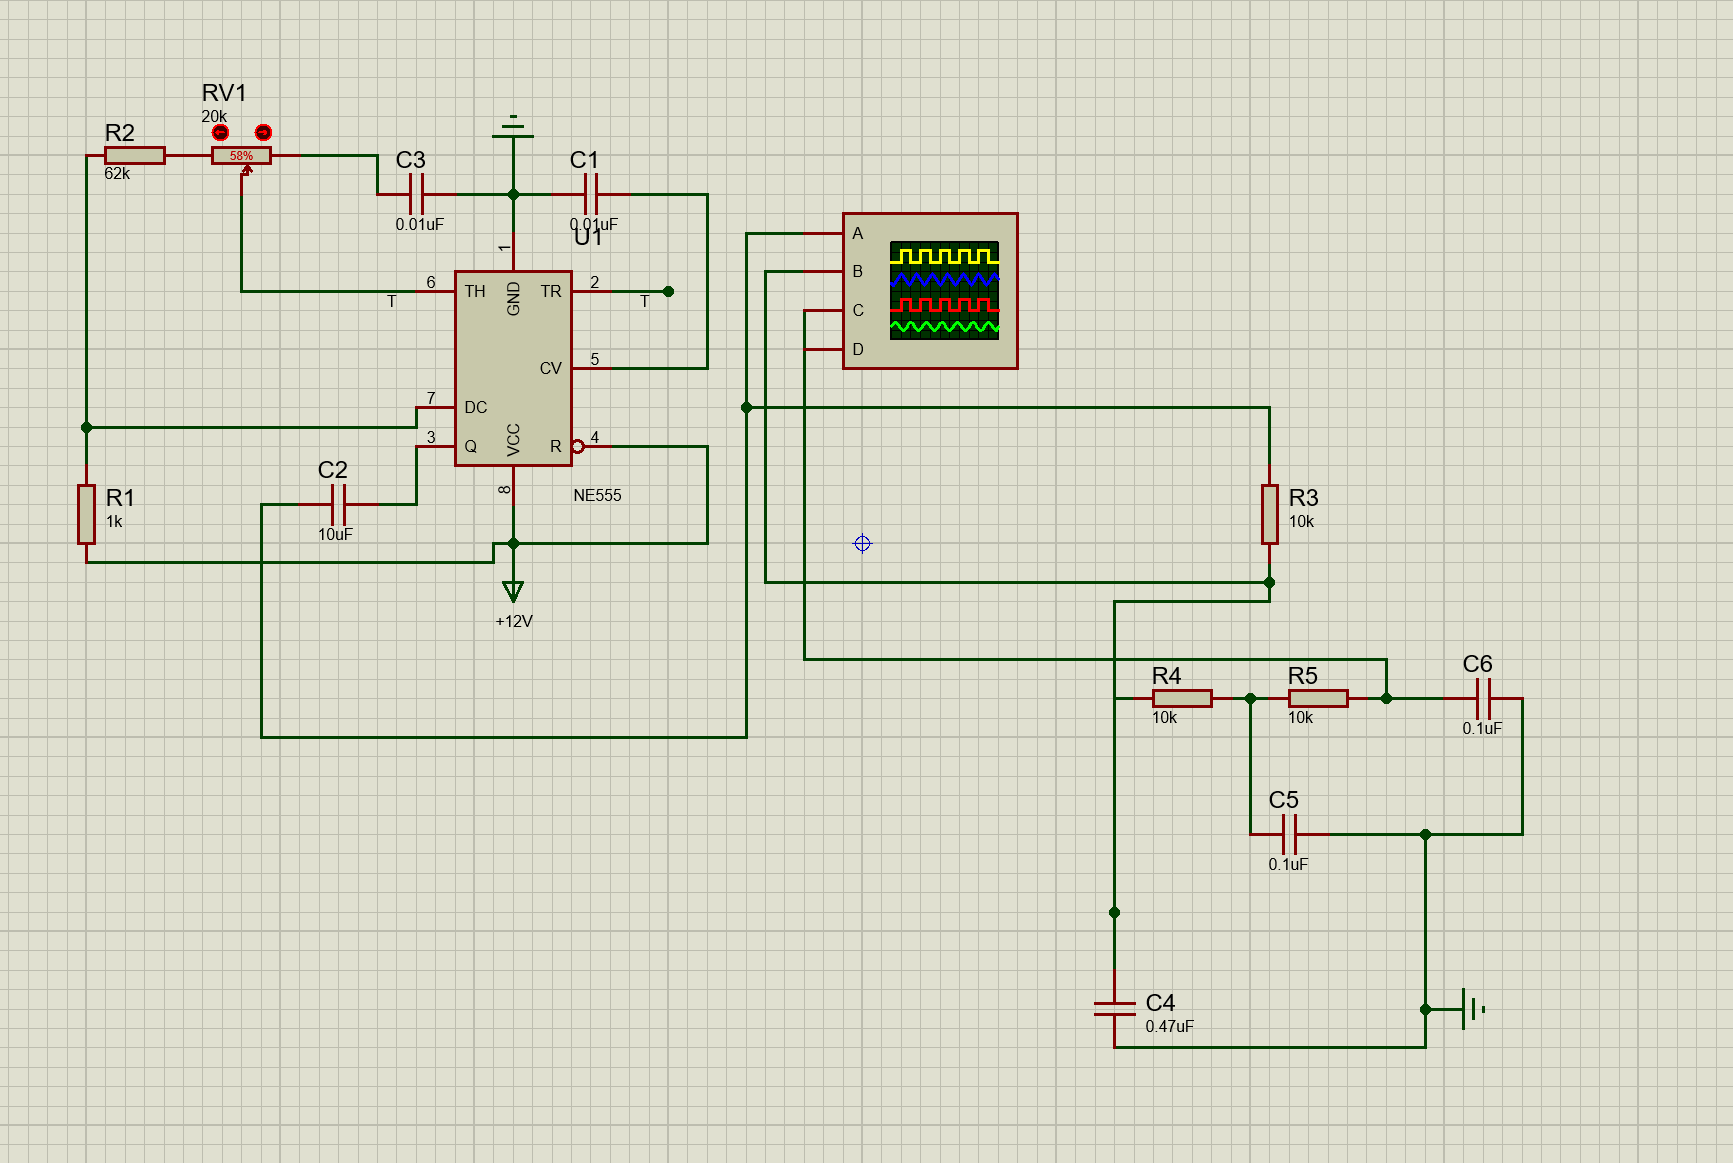 RV1
20k
R2
58%
62k
C3
0.01uF
C1
0.01uF
U1
1
6
TH
T
GND
TR
2
T
CV
5
7
DC
3
Q
VCC
R
4
8
NE555
C2
10uF
R1
1k
+12V
A
B
C
D
R3
10k
R4
10k
R5
10k
C6
0.1uF
C5
0.1uF
C4
0.47uF